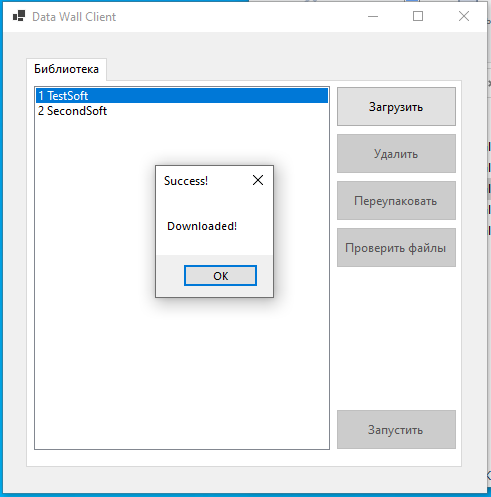 Data Wall Client
Библиотека
1 TestSoft
2 SecondSoft
Загрузить
Удалить
Переупаковать
Проверить файлы
Запустить
Success!
Downloaded!
OK